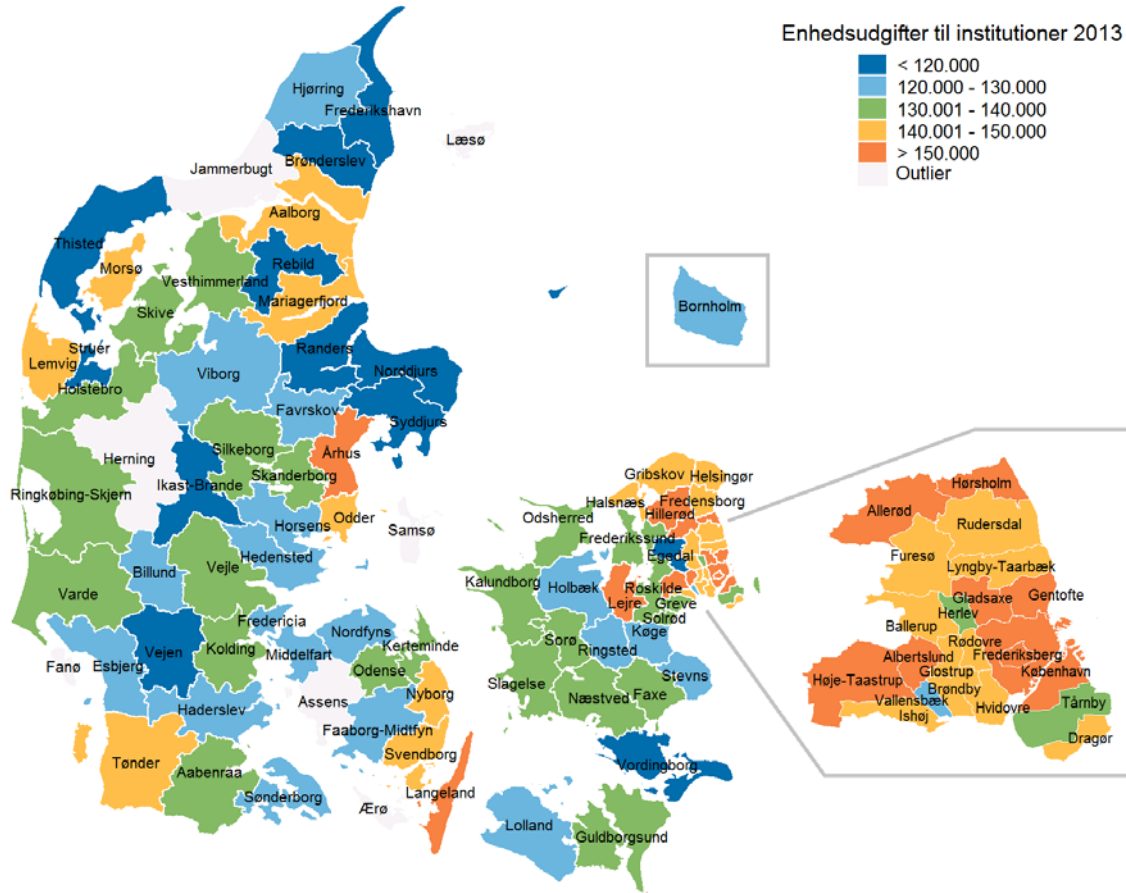 Enhedsudgifter til institutioner 2013
< 120.000
120.000 - 130.000
130.001 - 140.000
140.001 - 150.000
> 150.000
Outlier
Hjørring
Frederikshavn
Læsø
Brønderslev
Jammerbugt
Aalborg
Thisted
Rebild
Morsø
Vesthimmerland
Mariagerfjord
Skive
Bornholm
Struer
Randers
Lemvig
Viborg
Norddjurs
Holstebro
Favrskov
Syddjurs
Silkeborg
Århus
Herning
Skanderborg
Ikast-Brande
Ringkøbing-Skjern
Odder
Horsens
Samsø
Hedensted
Billund
Vejle
Varde
Fredericia
Nordfyns
Vejen
Kolding
Middelfart
Kerteminde
Esbjerg
Fanø
Odense
Nyborg
Assens
Haderslev
Faaborg-Midtfyn
Svendborg
Tønder
Aabenraa
Langeland
Sønderborg
Ærø
Gribskov
Helsingør
Halsnæs
Fredensborg
Hillerød
Odsherred
Frederikssund
Egedal
Kalundborg
Holbæk
Roskilde
Lejre
Greve
Solrød
Sorø
Køge
Ringsted
Stevns
Slagelse
Næstved
Faxe
Vordingborg
Lolland
Guldborgsund
Hørsholm
Allerød
Rudersdal
Furesø
Lyngby-Taarbæk
Gladsaxe
Gentofte
Herlev
Ballerup
Rødovre
Frederiksberg
Albertslund
Glostrup
København
Høje-Taastrup
Brøndby
Vallensbæk
Hvidovre
Ishøj
Tårnby
Dragør